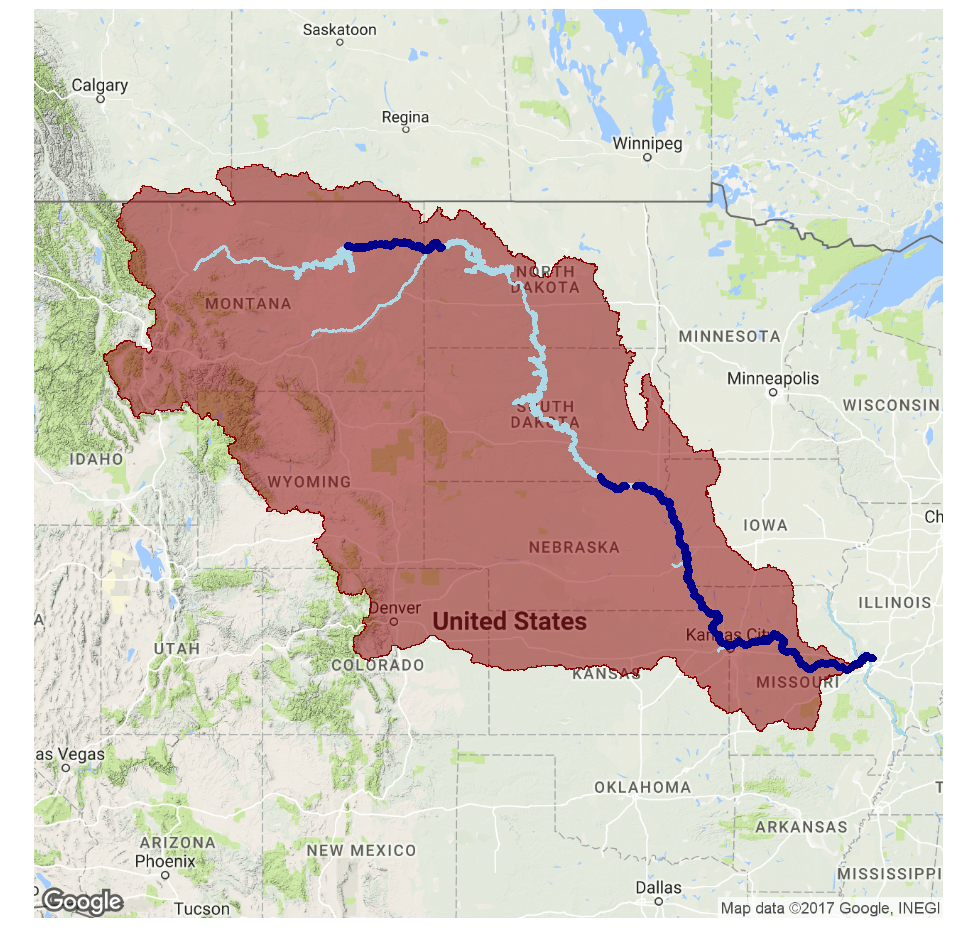 Saskatoon
Calgary
Regina
Winnipeg
NORTH
DAKOTA
MONTANA
MINNESOTA
Minneapolis
WISCONSIN
SOUTH
DAKOTA
IDAHO
WYOMING
Ch
IOWA
NEBRASKA
ILLINOIS
Denver
United States
A
Kansas City
UTAH
COLORADO
KANSAS
MISSOURI
as Vegas
OKLAHOMA
T
ARKANSAS
ARIZONA
NEW MEXICO
Phoenix
MISSISSIPPI
Dallas
Google
Tucson
Map data ©2017 Google, INEGI